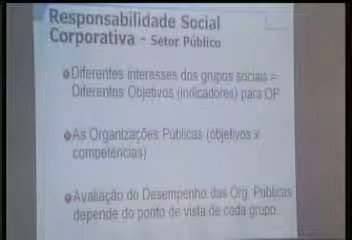 Responsabilidade Social
Corporativa - Setor Público
Diferentes interesses dos grupos sociais =
Diferentes Objetivos (indicadores) para OP
As Organizações Públicas (objetivos x
competências)
Avaliação do Desempenho das Org. Públicas
depende do ponto de vista de cada grupo